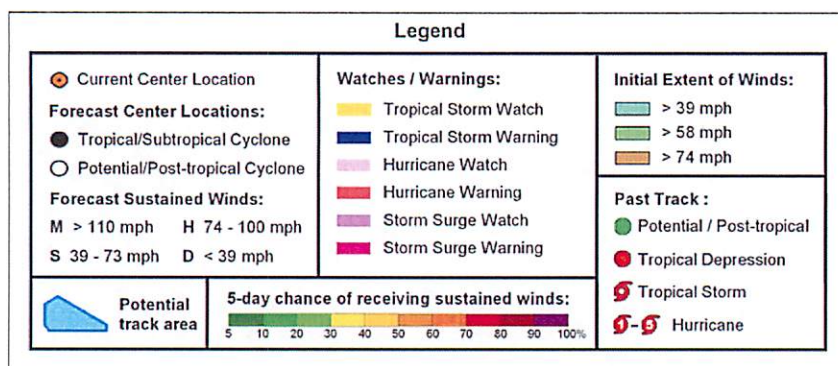 Legend
Current Center Location
Forecast Center Locations:
Tropical/Subtropical Cyclone
Potential/Post-tropical Cyclone
Forecast Sustained Winds:
M > 110 mph H 74 - 100 mph
S 39 - 73 mph D < 39 mph
Watches / Warnings:
Tropical Storm Watch
Tropical Storm Warning
Hurricane Watch
Hurricane Warning
Storm Surge Watch
Storm Surge Warning
Initial Extent of Winds:
> 39 mph
> 58 mph
> 74 mph
Past Track :
Potential / Post-tropical
Tropical Depression
Tropical Storm
1 - 5 Hurricane
Potential
track area
5-day chance of receiving sustained winds:
5 10 20 30 40 50 60 70 80 90 100%